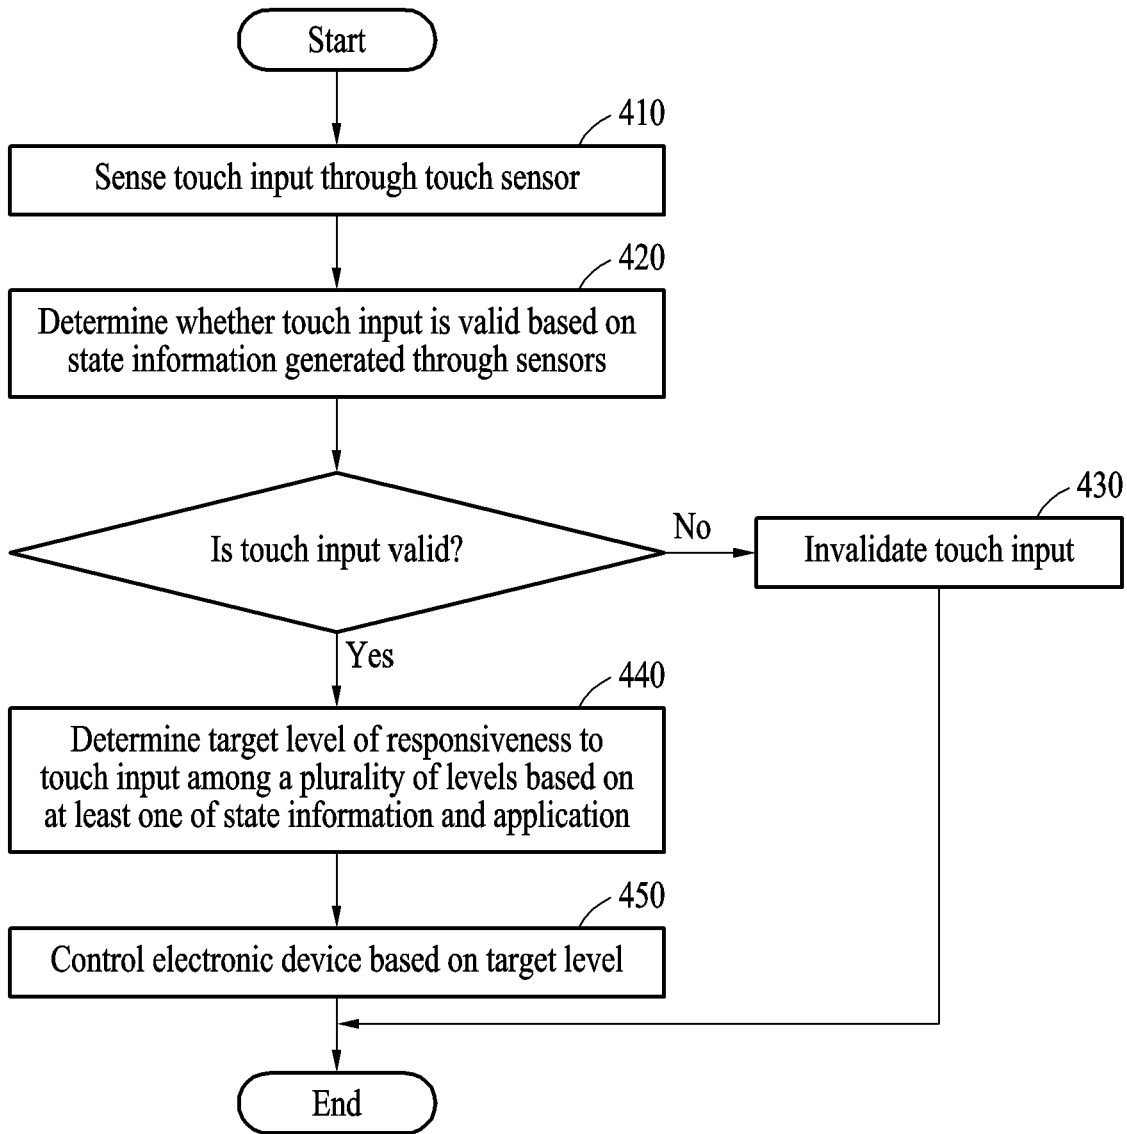 Start
410
Sense touch input through touch sensor
420
Determine whether touch input is valid based on
state information generated through sensors
Is touch input valid?
No
430
Invalidate touch input
Yes
440
Determine target level of responsiveness to
touch input among a plurality of levels based on
at least one of state information and application
450
Control electronic device based on target level
End